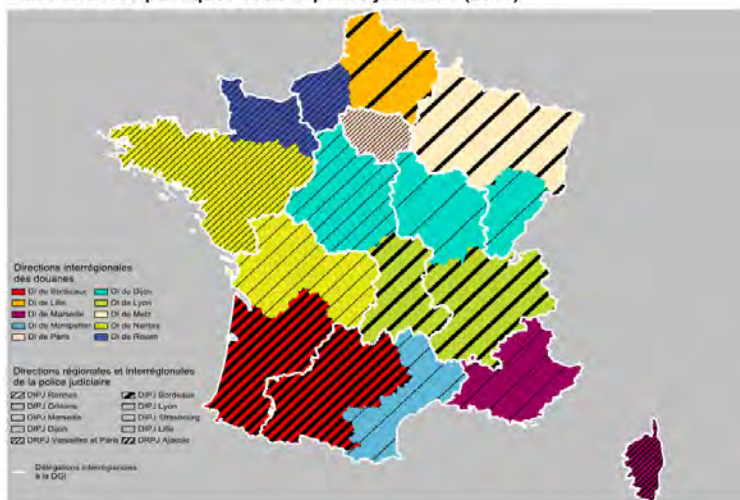 Directions interrégionales
des douanes
DI de Bordeaux DI de Dijon
DI de Lille DI de Lyon
DI de Marseille DI de Metz
DI de Montpellier DI de Nantes
DI de Paris DI de Rouen
Directions régionales et interrégionales
de la police judiciaire
DIPJ Rennes DIPJ Bordeaux
DIPJ Orléans DIPJ Lyon
DIPJ Marseille DIPJ Strasbourg
DIPJ Dijon DIPJ Lille
DRPJ Versailles et Paris DRPJ Ajaccio
Délégations interrégionales
à la DGI